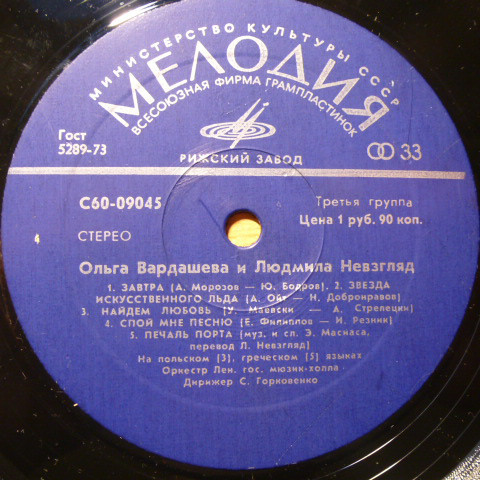 МИНИСТЕРСТВО КУЛЬТУРЫ СССР
МЕЛОДИЯ
ВСЕСОЮЗНАЯ ФИРМА ГРАМПЛАСТИНОК
Гост
5289-73
РИЖСКИЙ ЗАВОД
33
С60-09045
Третья группа
Цена 1 руб. 90 коп.
4
СТЕРЕО
Ольга Вардашева и Людмила Невзгляд
1. ЗАВТРА (А. Морозов — Ю. Бодров). 2. ЗВЕЗДА
ИСКУССТВЕННОГО ЛЬДА (А. Обг — Н. Добронравов)
3. НАЙДЕМ ЛЮБОВЬ (У. Маевски — А. Стрепецин)
4. СПОЙ МНЕ ПЕСНЮ (Е. Филиппов — И. Резник)
5. ПЕЧАЛЬ ПОРТА (муз. и сл. Э. Маснаса,
перевод Л. Невзгляд)
На польском (3), греческом (5) языках
Оркестр Лен. гос. мюзик-холла
Дирижер С. Горковенко